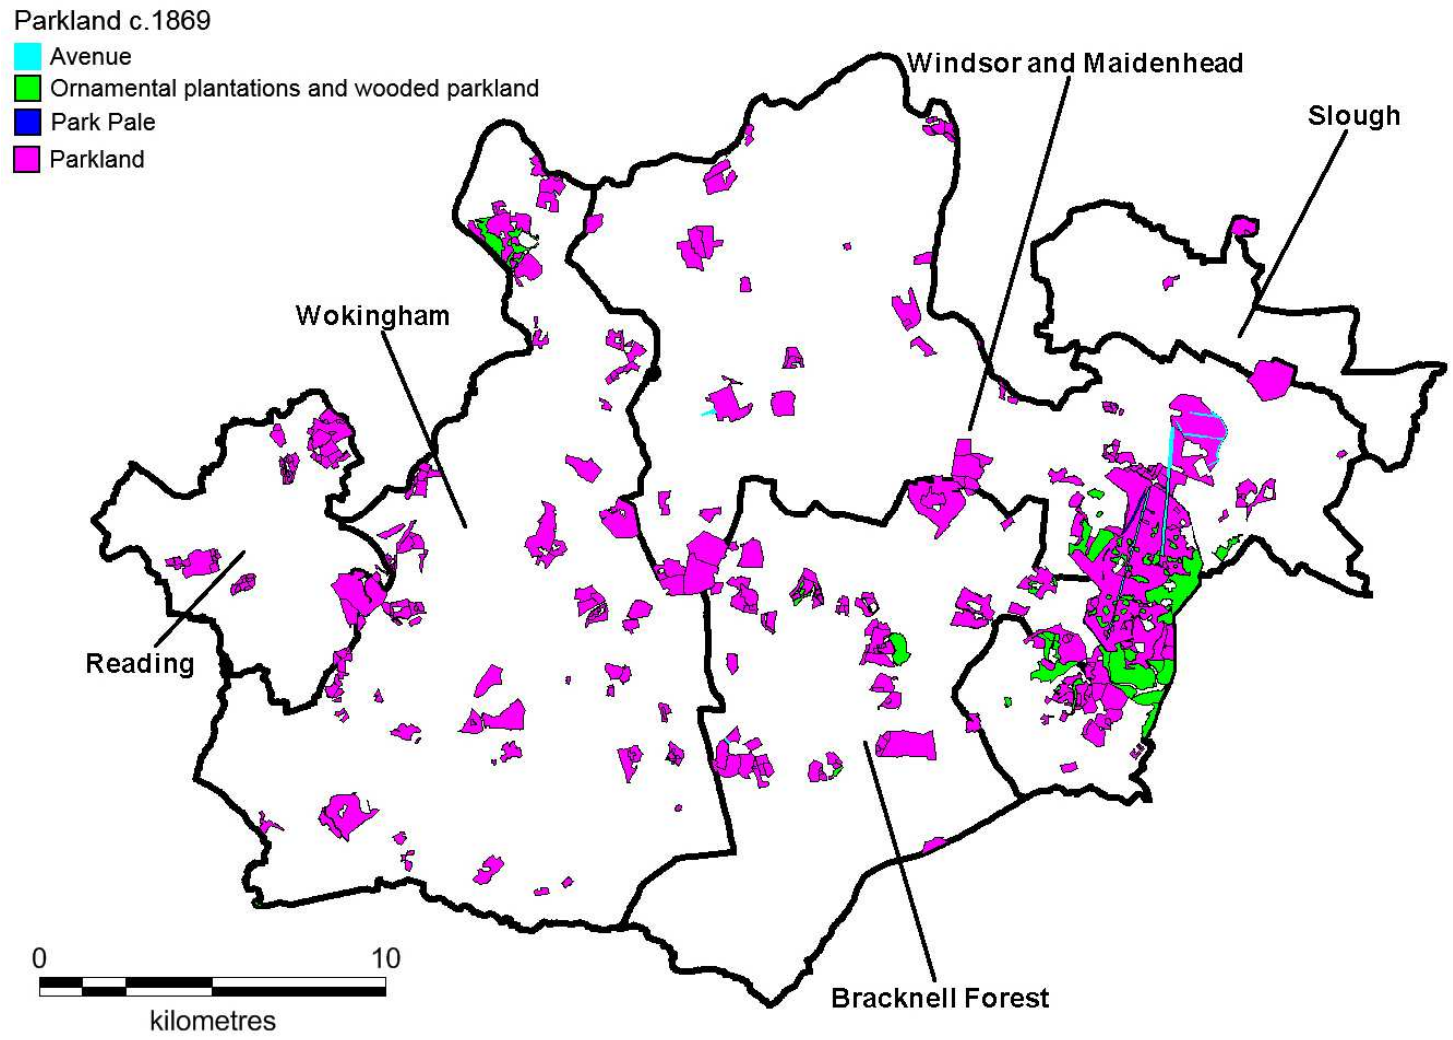 Parkland c.1869
Avenue
Ornamental plantations and wooded parkland
Park Pale
Parkland
Windsor and Maidenhead
Slough
Wokingham
Reading
Bracknell Forest
0 10
kilometres